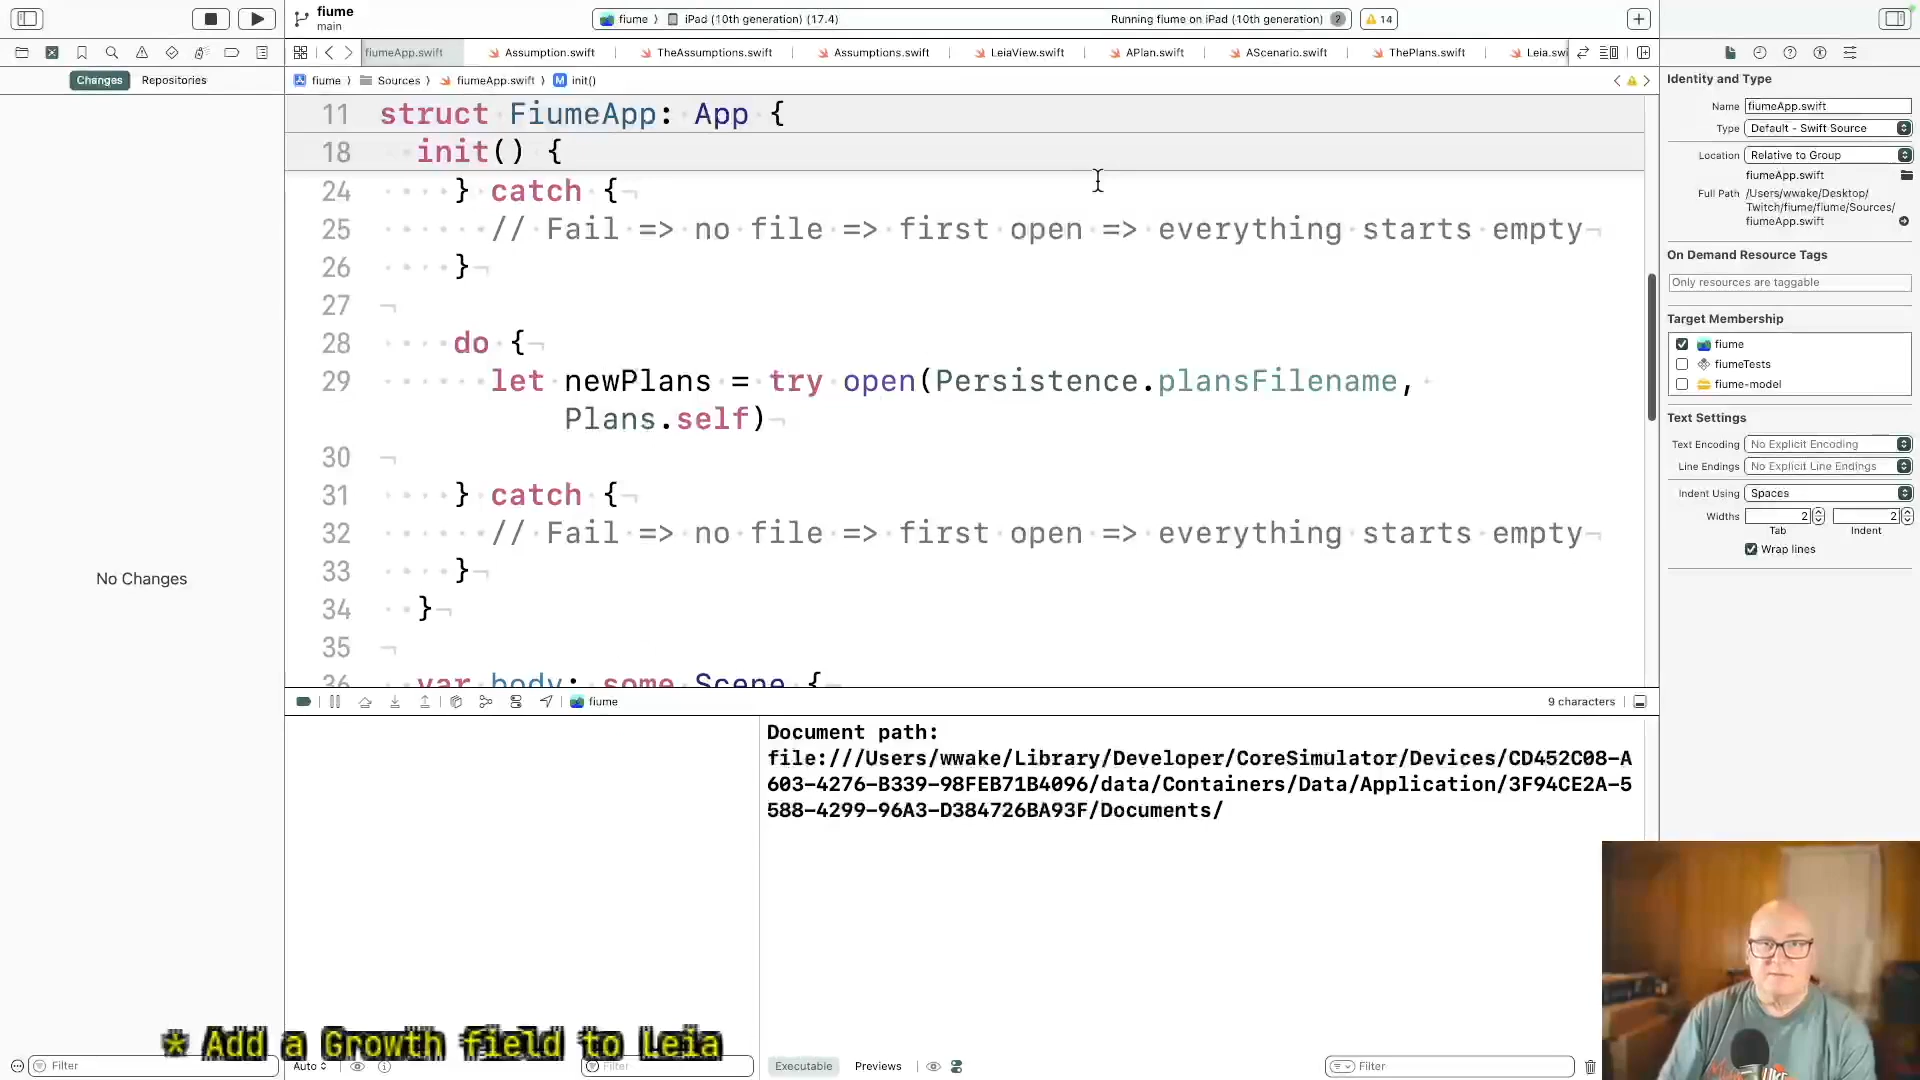 fiume
main
fiume 〉 iPad (10th generation) (17.4)
Running fiume on iPad (10th generation) 2
14
fiumeApp.swift
Assumption.swift
TheAssumptions.swift
Assumptions.swift
LeiaView.swift
APlan.swift
AScenario.swift
ThePlans.swift
Leia.swi
Changes
Repositories
fiume 〉 Sources 〉 fiumeApp.swift 〉 M init()
11 struct FiumeApp: App {
18 init() {
24 } catch {
25 // Fail => no file => first open => everything starts empty
26 }
27
28 do {
29 let newPlans = try open(Persistence.plansFilename,
Plans.self)
30
31 } catch {
32 // Fail => no file => first open => everything starts empty
33 }
34 }
35
36 var body: some Scene {
No Changes
fiume
9 characters
Document path:
file:///Users/wwake/Library/Developer/CoreSimulator/Devices/CD452C08-A
603-4276-B339-98FEB71B4096/data/Containers/Data/Application/3F94CE2A-5
588-4299-96A3-D384726BA93F/Documents/
Identity and Type
Name fiumeApp.swift
Type Default - Swift Source
Location Relative to Group
fiumeApp.swift
Full Path /Users/wwake/Desktop/
Twitch/fiume/fiume/Sources/
fiumeApp.swift
On Demand Resource Tags
Only resources are taggable
Target Membership
fiume
fiumeTests
fiume-model
Text Settings
Text Encoding No Explicit Encoding
Line Endings No Explicit Line Endings
Indent Using Spaces
Widths 2 2
Tab Indent
Wrap lines
* Add a Growth field to Leia
Filter
Auto
Filter
Executable
Previews
Filter